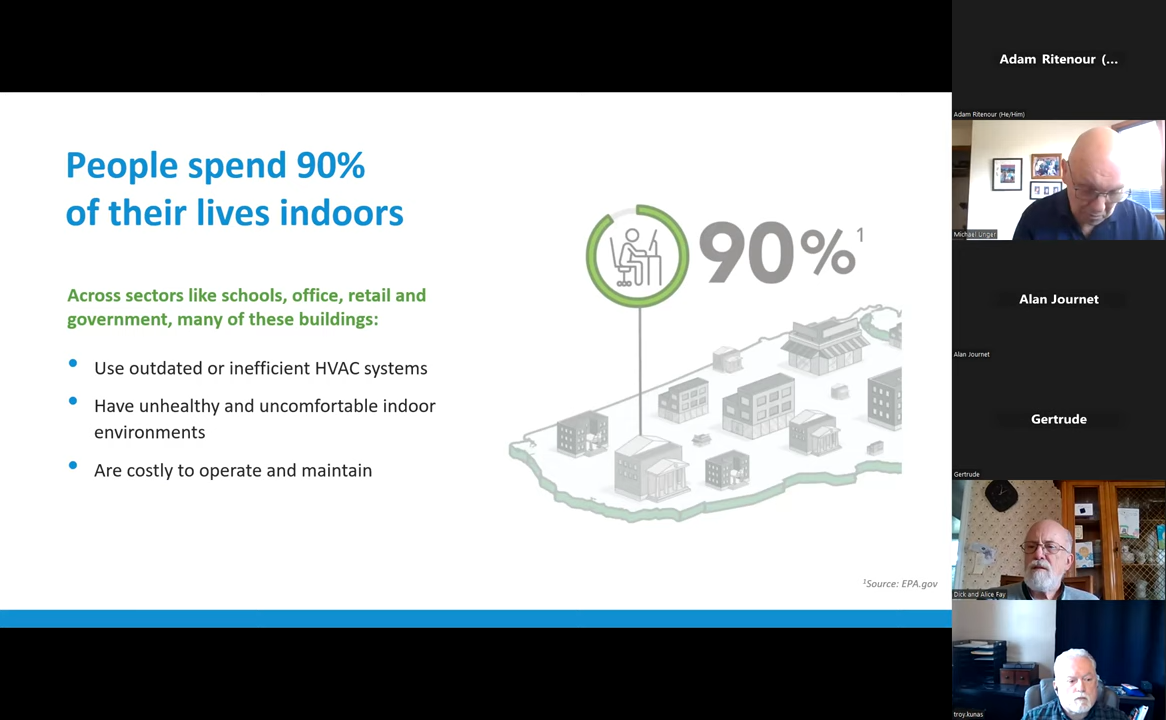 People spend 90%
of their lives indoors
Across sectors like schools, office, retail and
government, many of these buildings:
• Use outdated or inefficient HVAC systems
• Have unhealthy and uncomfortable indoor
environments
• Are costly to operate and maintain
90%¹
¹Source: EPA.gov
Adam Ritenour (...
Adam Ritenour (He/Him)
Michael Unger
Alan Journet
Alan Journet
Gertrude
Gertrude
Dick and Alice Fay
troy.kunas